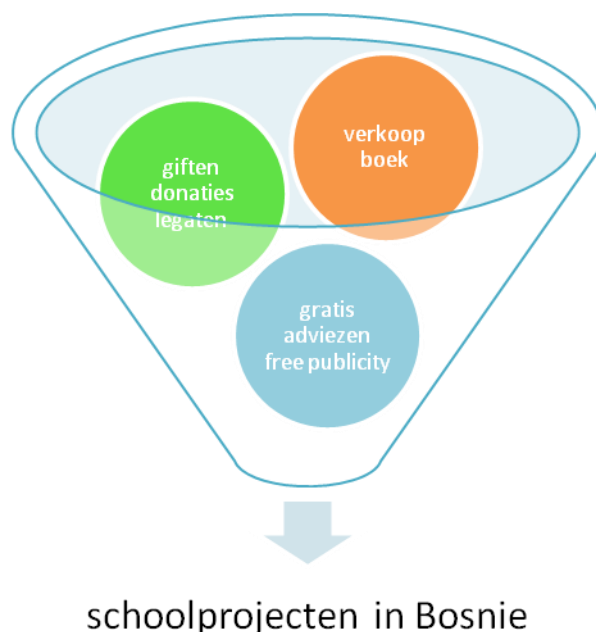 giften
donaties
legaten
verkoop
boek
gratis
adviezen
free publicity
schoolprojecten in Bosnie